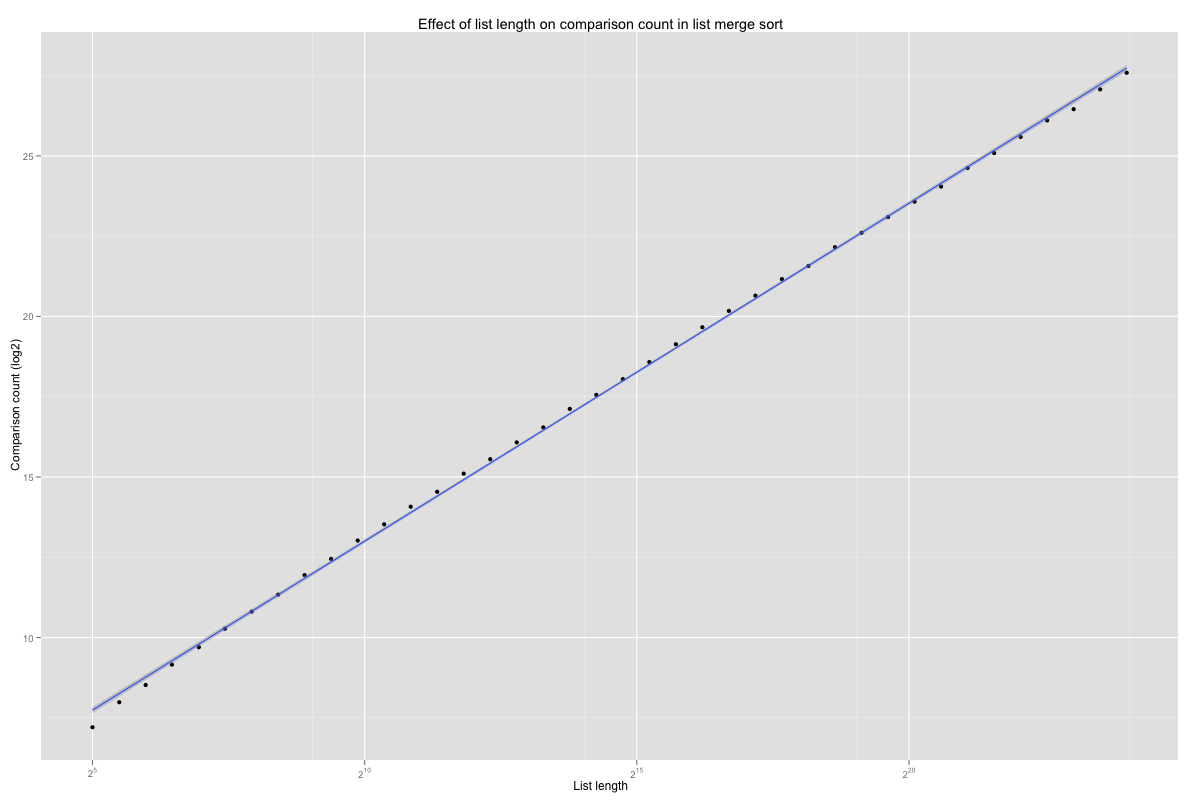 Effect of list length on comparison count in list merge sort
Comparison count (log2)
25
20
15
10
2^5 2^10 2^15 2^20
List length